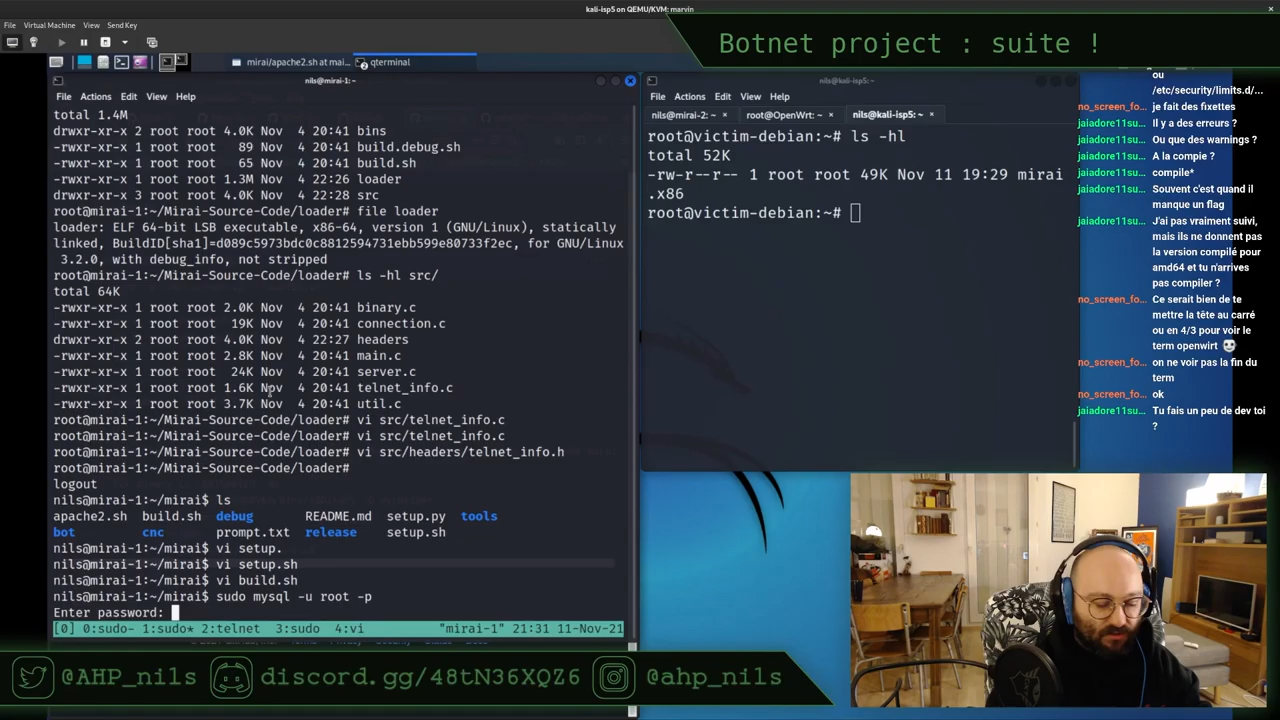 kali-isp5 on QEMU/KVM: marvin
File Virtual Machine View Send Key
Botnet project : suite !
mirai/apache2.sh at mai...
qterminal
nils@mirai-1: ~
File Actions Edit View Help
total 1.4M
drwxr-xr-x 2 root root 4.0K Nov 4 20:41 bins
-rwxr-xr-x 1 root root 89 Nov 4 20:41 build.debug.sh
-rwxr-xr-x 1 root root 65 Nov 4 20:41 build.sh
-rwxr-xr-x 1 root root 1.3M Nov 4 22:26 loader
drwxr-xr-x 3 root root 4.0K Nov 4 22:28 src
root@mirai-1:~/Mirai-Source-Code/loader# file loader
loader: ELF 64-bit LSB executable, x86-64, version 1 (GNU/Linux), statically
linked, BuildID[sha1]=d089c5973bdc0c8812594731ebb599e80733f2ec, for GNU/Linux
3.2.0, with debug_info, not stripped
root@mirai-1:~/Mirai-Source-Code/loader# ls -hl src/
total 64K
-rwxr-xr-x 1 root root 2.0K Nov 4 20:41 binary.c
-rwxr-xr-x 1 root root 19K Nov 4 20:41 connection.c
drwxr-xr-x 2 root root 4.0K Nov 4 22:27 headers
-rwxr-xr-x 1 root root 2.8K Nov 4 20:41 main.c
-rwxr-xr-x 1 root root 24K Nov 4 20:41 server.c
-rwxr-xr-x 1 root root 1.6K Nov 4 20:41 telnet_info.c
-rwxr-xr-x 1 root root 3.7K Nov 4 20:41 util.c
root@mirai-1:~/Mirai-Source-Code/loader# vi src/telnet_info.c
root@mirai-1:~/Mirai-Source-Code/loader# vi src/telnet_info.c
root@mirai-1:~/Mirai-Source-Code/loader# vi src/headers/telnet_info.h
root@mirai-1:~/Mirai-Source-Code/loader#
logout
nils@mirai-1:~/mirai$ ls
apache2.sh build.sh debug README.md setup.py tools
bot cnc prompt.txt release setup.sh
nils@mirai-1:~/mirai$ vi setup.
nils@mirai-1:~/mirai$ vi setup.sh
nils@mirai-1:~/mirai$ vi build.sh
nils@mirai-1:~/mirai$ sudo mysql -u root -p
Enter password:
[0] 0:sudo- 1:sudo* 2:telnet 3:sudo 4:vi "mirai-1" 21:31 11-Nov-21
nils@kali-isp5: ~
File Actions Edit View Help
nils@mirai-2: ~ × root@OpenWrt: ~ × nils@kali-isp5: ~ ×
root@victim-debian:~# ls -hl
total 52K
-rw-r--r-- 1 root root 49K Nov 11 19:29 mirai
.x86
root@victim-debian:~#
ou
/etc/security/limits.d/...
no_screen_fo... je fait des fixettes
jaiadore11su... Il y a des erreurs ?
jaiadore11su... Ou que des warnings ?
jaiadore11su... A la compie ?
jaiadore11su... compile*
jaiadore11su... Souvent c'est quand il
manque un flag
jaiadore11su... J'ai pas vraiment suivi,
mais ils ne donnent pas
la version compilé pour
amd64 et tu n'arrives
pas compiler ?
no_screen_fo... Ce serait bien de te
mettre la tête au carré
ou en 4/3 pour voir le
term openwirt
no_screen_fo... on ne voir pas la fin du
term
no_screen_fo... ok
jaiadore11su... Tu fais un peu de dev toi
?
@AHP_nils discord.gg/48tN36XQZ6 @ahp_nils